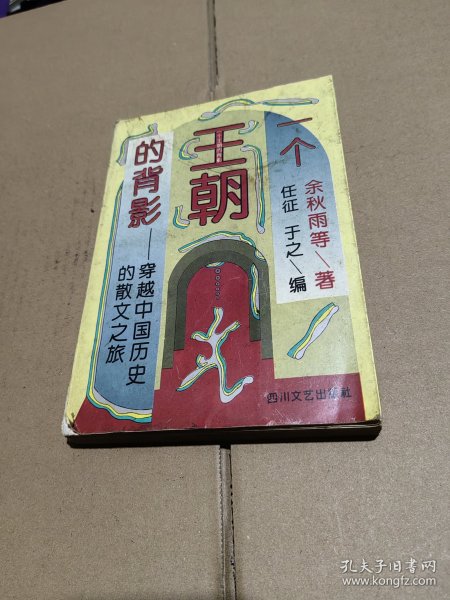 一个
王朝
的背影
——穿越中国历史
的散文之旅
余秋雨等\著
任征 于之\编
四川文艺出版社
孔夫子旧书网
www.kongfz.com